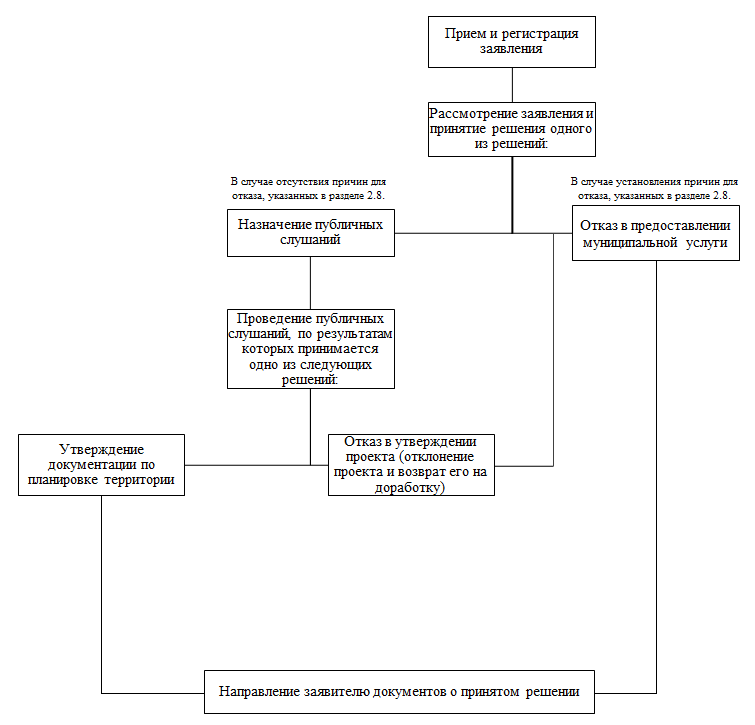 Прием и регистрация
заявления
Рассмотрение заявления и
принятие решения одного
из решений:
В случае отсутствия причин для
отказа, указанных в разделе 2.8.
В случае установления причин для
отказа, указанных в разделе 2.8.
Назначение публичных
слушаний
Отказ в предоставлении
муниципальной услуги
Проведение публичных
слушаний, по результатам
которых принимается
одно из следующих
решений:
Утверждение
документации по
планировке территории
Отказ в утверждении
проекта (отклонение
проекта и возврат его на
доработку)
Направление заявителю документов о принятом решении